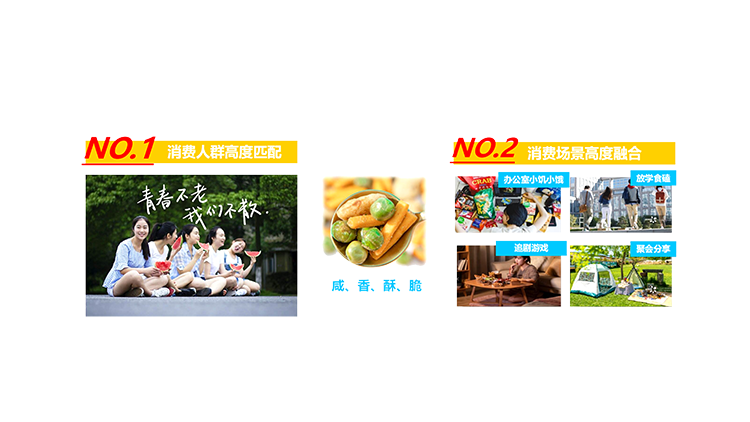 NO.1
消费人群高度匹配
青春不老
我们不散.
咸、香、酥、脆
NO.2
消费场景高度融合
办公室小饥小饿
放学食嗑
CRAB
追剧游戏
聚会分享